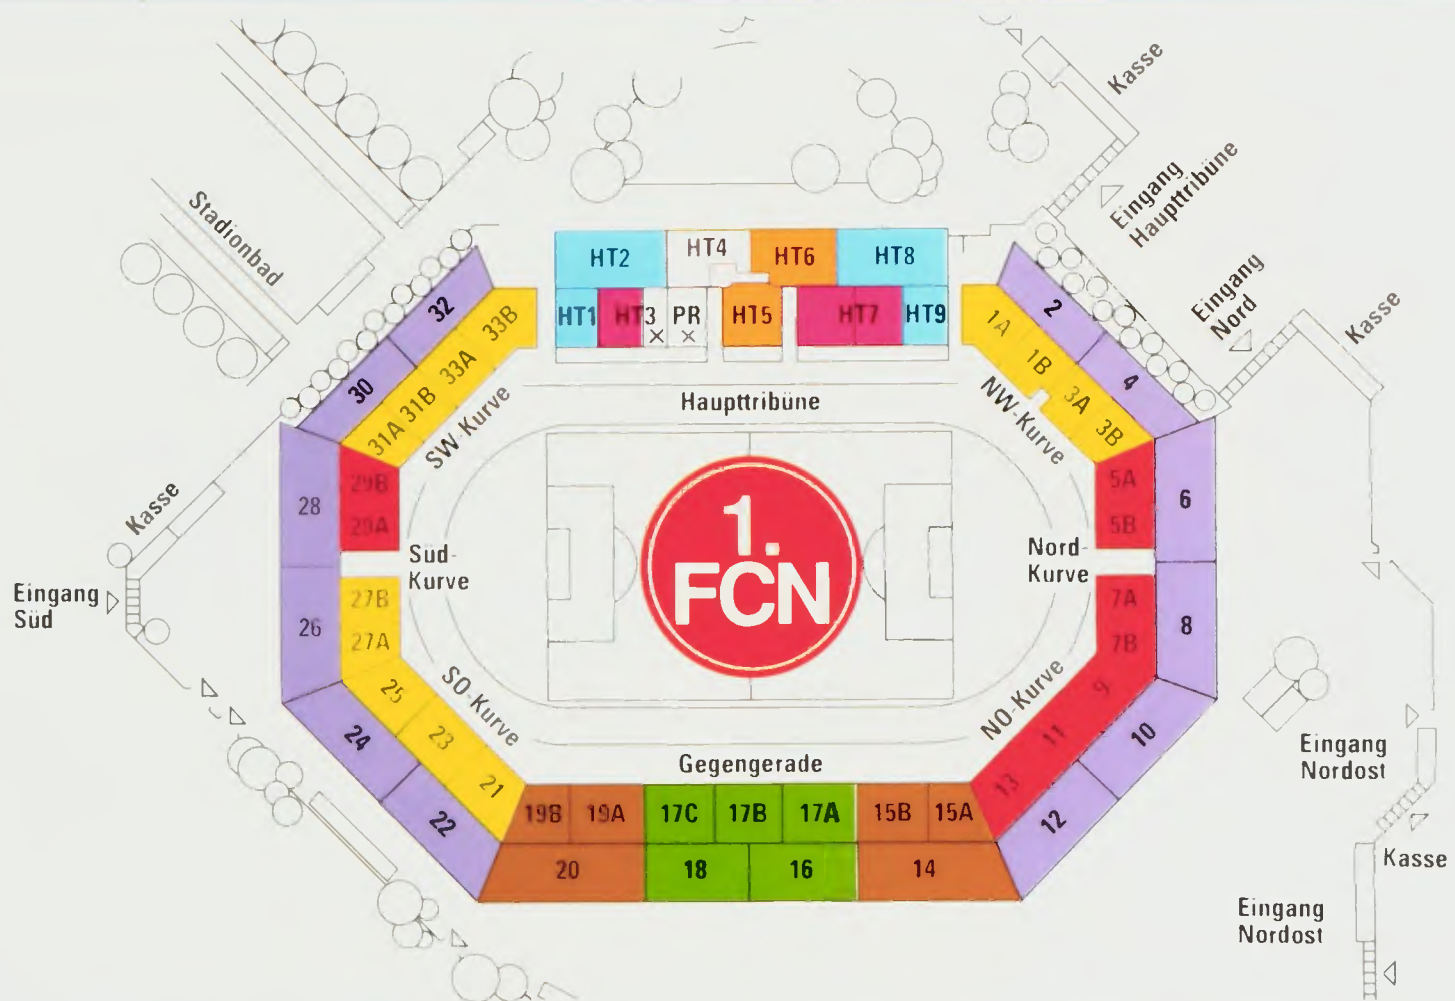 Kasse
Eingang
Haupttribüne
Stadionbad
Eingang
Nord
Kasse
HT2
HT4
HT6
HT8
HT1
HT3
PR
HT5
HT7
HT9
32
33B
30
33A
31B
31A
SW-Kurve
Haupttribüne
1A
2
1B
4
3A
3B
NW-Kurve
29B
29A
28
5A
5B
6
Kasse
1.
FCN
Süd-
Kurve
Nord-
Kurve
Eingang
Süd
27B
27A
26
7A
7B
8
25
23
21
24
22
SO-Kurve
NO-Kurve
9
11
13
10
12
Gegengerade
Eingang
Nordost
19B
19A
17C
17B
17A
15B
15A
20
18
16
14
Kasse
Eingang
Nordost